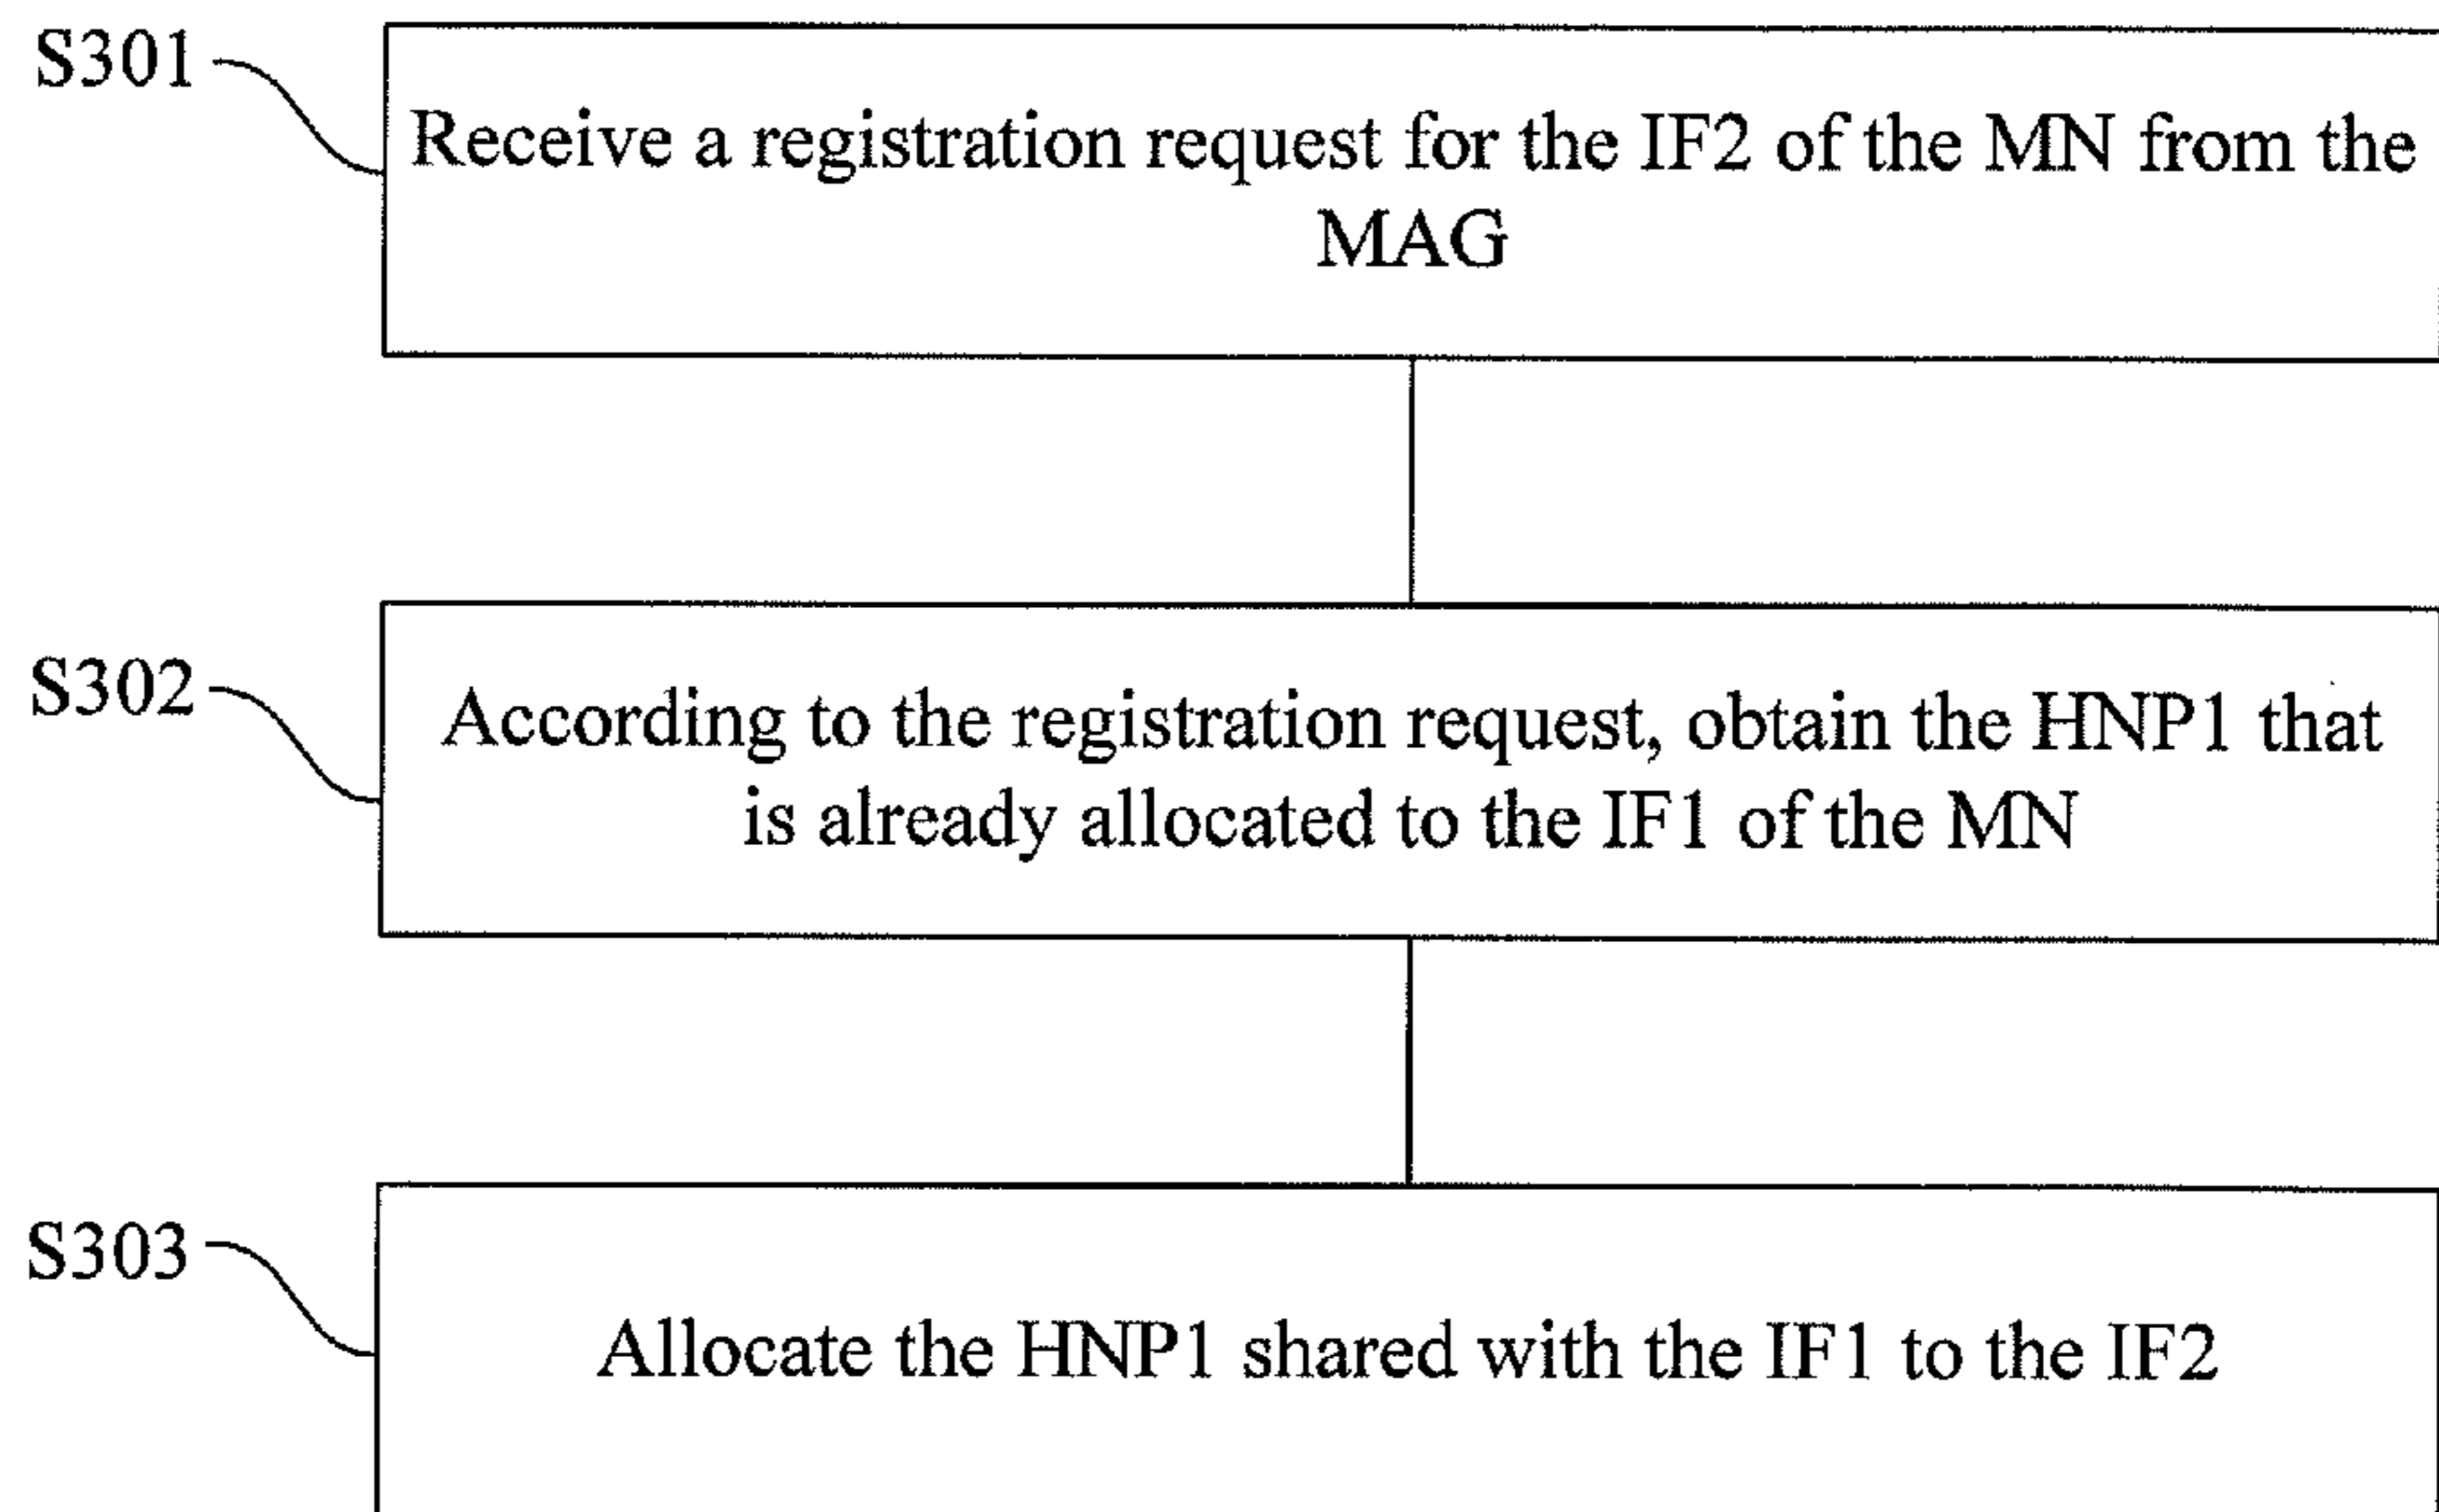 S301
Receive a registration request for the IF2 of the MN from the
MAG
S302
According to the registration request, obtain the HNP1 that
is already allocated to the IF1 of the MN
S303
Allocate the HNP1 shared with the IF1 to the IF2